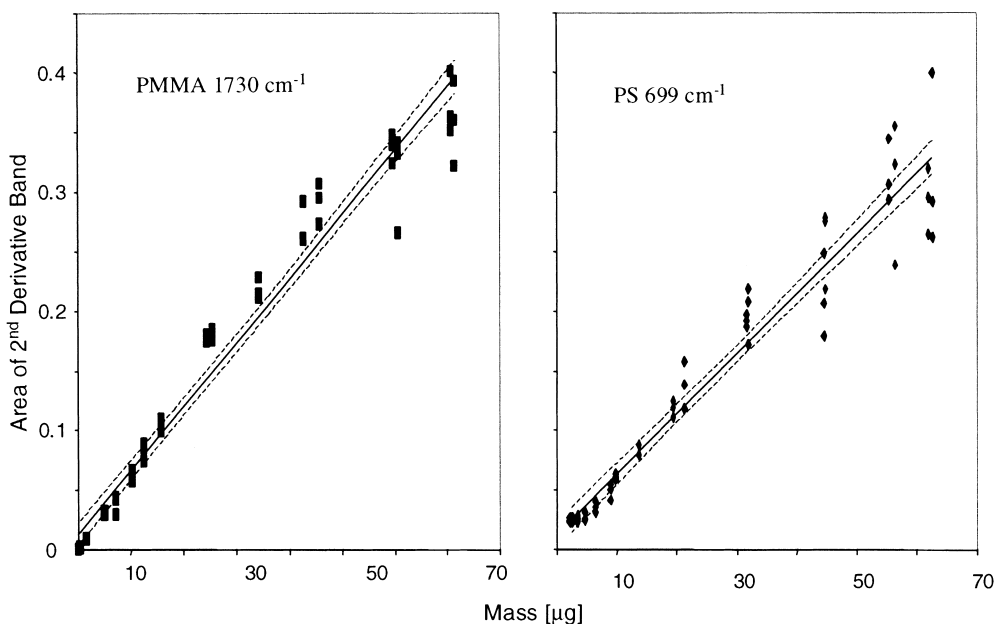 PMMA 1730 cm⁻¹
PS 699 cm⁻¹
Area of 2ⁿᵈ Derivative Band
0.4
0.3
0.2
0.1
0
10 30 50 70
10 30 50 70
Mass [µg]